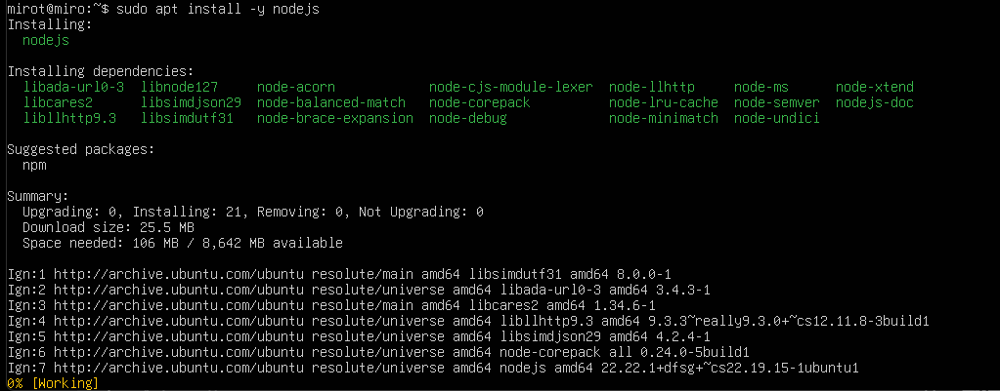 mirot@miro:~$ sudo apt install -y nodejs
Installing:
  nodejs

Installing dependencies:
  libada-url0-3  libnode127     node-acorn            node-cjs-module-lexer  node-llhttp     node-ms      node-xtend
  libcares2      libsimdjson29  node-balanced-match   node-corepack          node-lru-cache  node-semver  nodejs-doc
  libllhttp9.3   libsimdutf31   node-brace-expansion  node-debug             node-minimatch  node-undici

Suggested packages:
  npm

Summary:
  Upgrading: 0, Installing: 21, Removing: 0, Not Upgrading: 0
  Download size: 25.5 MB
  Space needed: 106 MB / 8,642 MB available

Ign:1 http://archive.ubuntu.com/ubuntu resolute/main amd64 libsimdutf31 amd64 8.0.0-1
Ign:2 http://archive.ubuntu.com/ubuntu resolute/universe amd64 libada-url0-3 amd64 3.4.3-1
Ign:3 http://archive.ubuntu.com/ubuntu resolute/main amd64 libcares2 amd64 1.34.6-1
Ign:4 http://archive.ubuntu.com/ubuntu resolute/universe amd64 libllhttp9.3 amd64 9.3.3~really9.3.0+~cs12.11.8-3build1
Ign:5 http://archive.ubuntu.com/ubuntu resolute/universe amd64 libsimdjson29 amd64 4.2.4-1
Ign:6 http://archive.ubuntu.com/ubuntu resolute/universe amd64 node-corepack all 0.24.0-5build1
Ign:7 http://archive.ubuntu.com/ubuntu resolute/universe amd64 nodejs amd64 22.22.1+dfsg+~cs22.19.15-1ubuntu1
0% [Working]